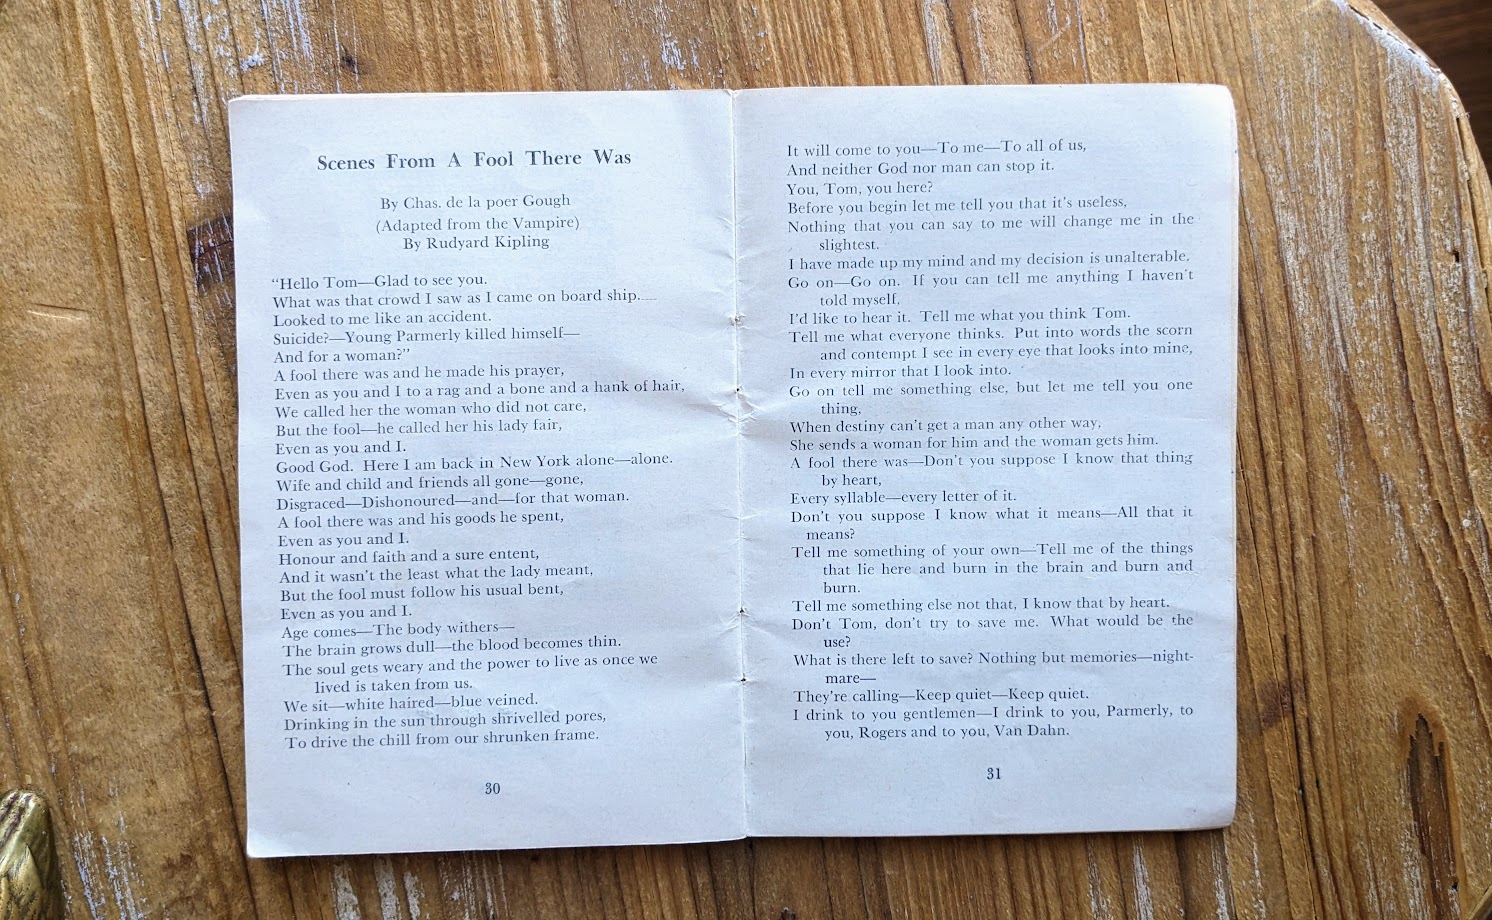 Scenes From A Fool There Was
By Chas. de la poer Gough
(Adapted from the Vampire)
By Rudyard Kipling
“Hello Tom—Glad to see you.
What was that crowd I saw as I came on board ship.....
Looked to me like an accident.
Suicide?—Young Parmerly killed himself—
And for a woman?”
A fool there was and he made his prayer,
Even as you and I to a rag and a bone and a hank of hair,
We called her the woman who did not care,
But the fool—he called her his lady fair,
Even as you and I.
Good God. Here I am back in New York alone—alone.
Wife and child and friends all gone—gone,
Disgraced—Dishonoured—and—for that woman.
A fool there was and his goods he spent,
Even as you and I.
Honour and faith and a sure entent,
And it wasn't the least what the lady meant,
But the fool must follow his usual bent,
Even as you and I.
Age comes—The body withers—
The brain grows dull—the blood becomes thin.
The soul gets weary and the power to live as once we
lived is taken from us.
We sit—white haired—blue veined.
Drinking in the sun through shrivelled pores,
To drive the chill from our shrunken frame.
30
It will come to you—To me—To all of us,
And neither God nor man can stop it.
You, Tom, you here?
Before you begin let me tell you that it's useless,
Nothing that you can say to me will change me in the
slightest.
I have made up my mind and my decision is unalterable.
Go on—Go on. If you can tell me anything I haven't
told myself,
I'd like to hear it. Tell me what you think Tom.
Tell me what everyone thinks. Put into words the scorn
and contempt I see in every eye that looks into mine,
In every mirror that I look into.
Go on tell me something else, but let me tell you one
thing,
When destiny can't get a man any other way,
She sends a woman for him and the woman gets him.
A fool there was—Don't you suppose I know that thing
by heart,
Every syllable—every letter of it.
Don't you suppose I know what it means—All that it
means?
Tell me something of your own—Tell me of the things
that lie here and burn in the brain and burn and
burn.
Tell me something else not that, I know that by heart.
Don't Tom, don't try to save me. What would be the
use?
What is there left to save? Nothing but memories—night-
mare—
They're calling—Keep quiet—Keep quiet.
I drink to you gentlemen—I drink to you, Parmerly, to
you, Rogers and to you, Van Dahn.
31